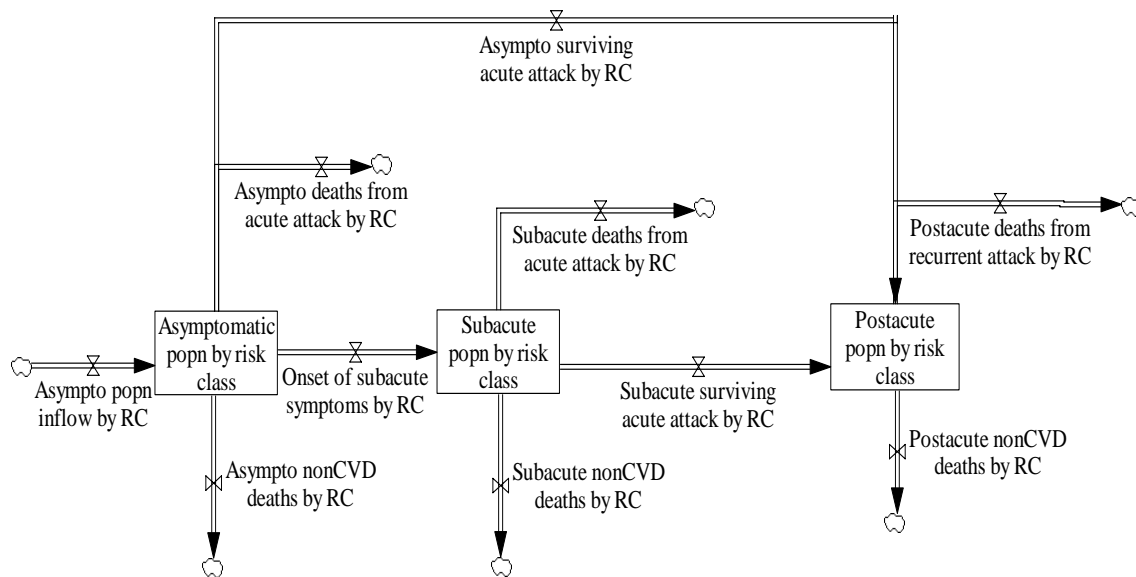 Asympto surviving
acute attack by RC
Asympto deaths from
acute attack by RC
Subacute deaths from
acute attack by RC
Postacute deaths from
recurrent attack by RC
Asymptomatic
popn by risk
class
Subacute
popn by risk
class
Postacute
popn by risk
class
Asympto popn
inflow by RC
Onset of subacute
symptoms by RC
Subacute surviving
acute attack by RC
Asympto nonCVD
deaths by RC
Subacute nonCVD
deaths by RC
Postacute nonCVD
deaths by RC